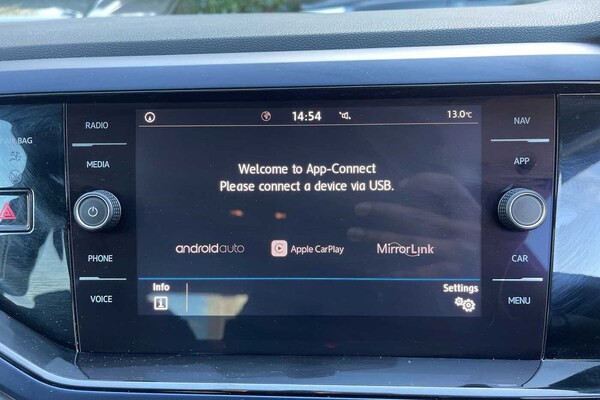 RADIO
MEDIA
PHONE
VOICE
BAG
14:54
13.0°C
Welcome to App-Connect
Please connect a device via USB.
androidauto
Apple CarPlay
MirrorLink
Info
i
Settings
NAV
APP
CAR
MENU